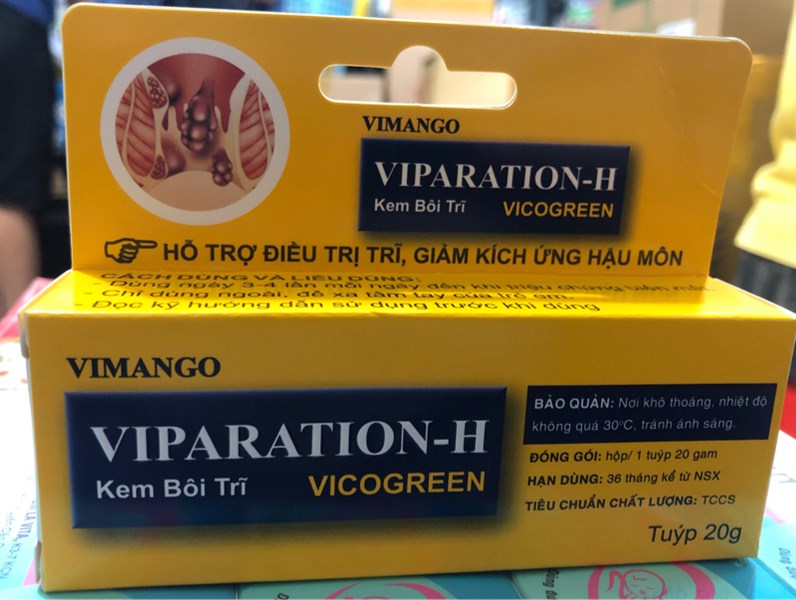 VIMANGO
VIPARATION-H
Kem Bôi Trĩ VICOGREEN
HỖ TRỢ ĐIỀU TRỊ TRĨ, GIẢM KÍCH ỨNG HẬU MÔN
CÁCH DÙNG VÀ LIỀU DÙNG:
- Dùng ngày 3-4 lần mỗi ngày đến khi triệu chứng
- Chỉ dùng ngoài, để xa tầm tay của trẻ em.
- Đọc kỹ hướng dẫn sử dụng trước khi dùng
VIMANGO
VIPARATION-H
Kem Bôi Trĩ VICOGREEN
BẢO QUẢN: Nơi khô thoáng, nhiệt độ
không quá 30°C, tránh ánh sáng.
ĐÓNG GÓI: hộp/ 1 tuýp 20 gam
HẠN DÙNG: 36 tháng kể từ NSX
TIÊU CHUẨN CHẤT LƯỢNG: TCCS
Tuýp 20g